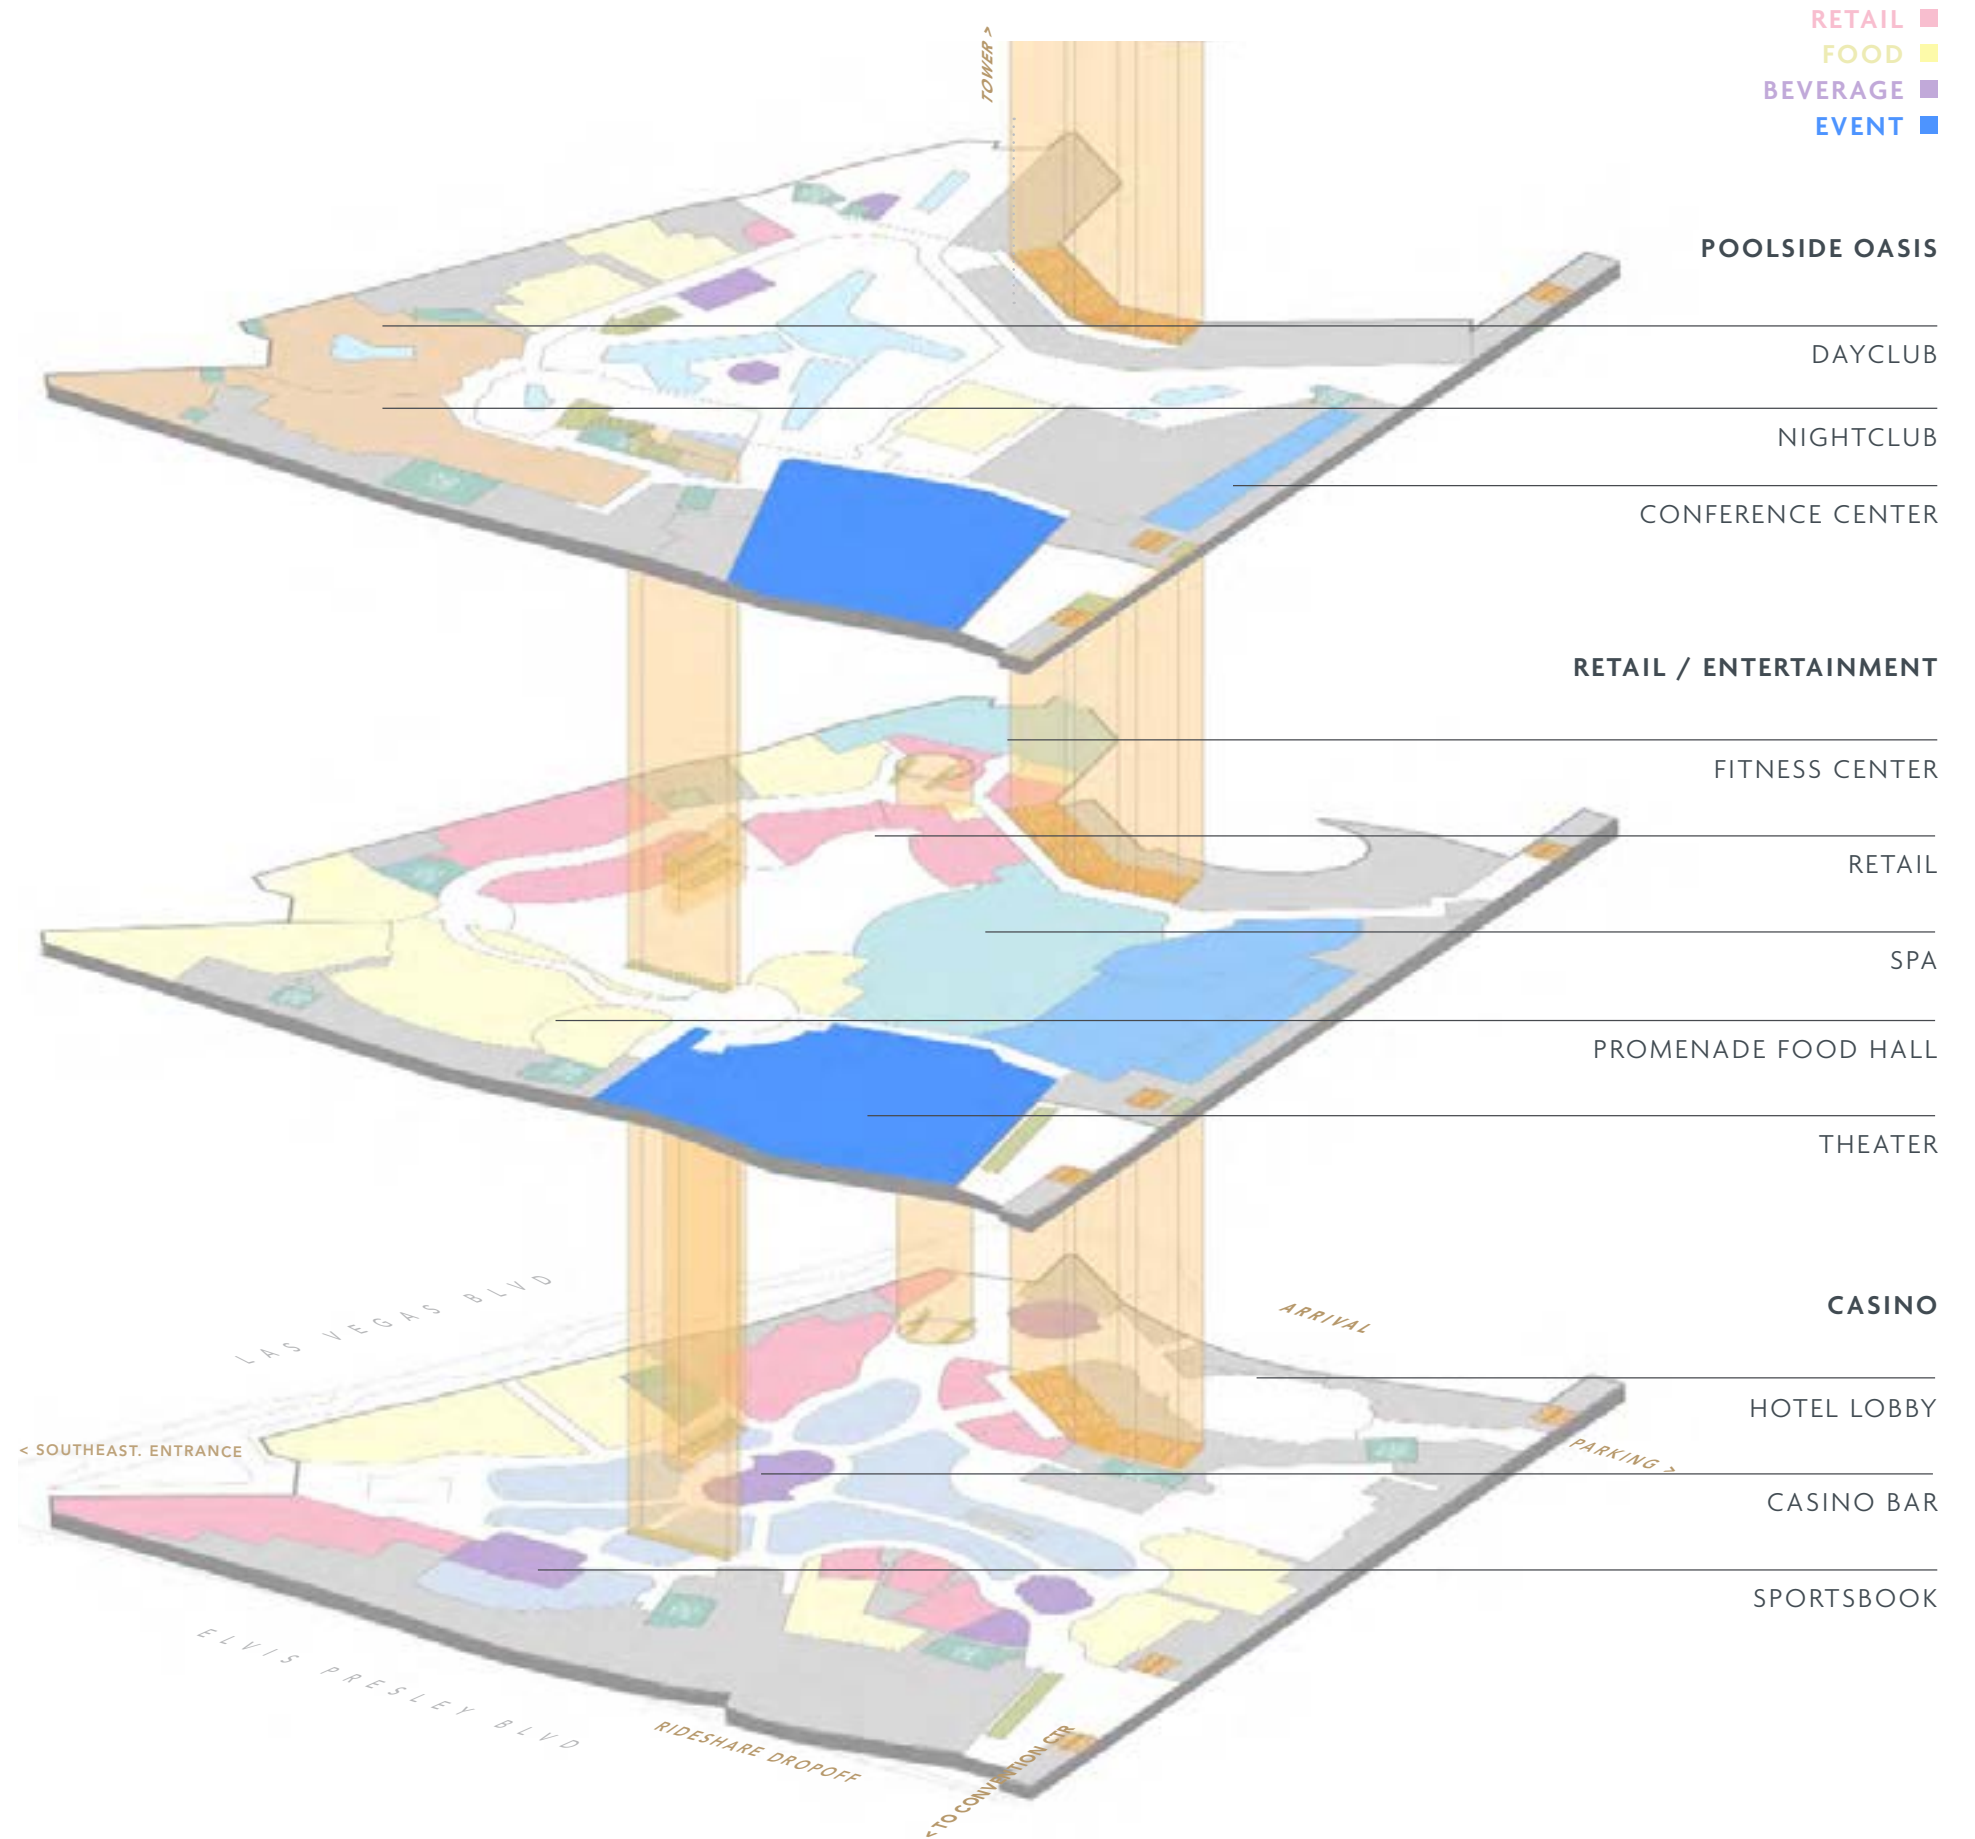 RETAIL
FOOD
BEVERAGE
EVENT
TOWER >
POOLSIDE OASIS
DAYCLUB
NIGHTCLUB
CONFERENCE CENTER
RETAIL / ENTERTAINMENT
FITNESS CENTER
RETAIL
SPA
PROMENADE FOOD HALL
THEATER
LAS VEGAS BLVD
ARRIVAL
CASINO
HOTEL LOBBY
< SOUTHEAST. ENTRANCE
PARKING >
CASINO BAR
SPORTSBOOK
ELVIS PRESLEY BLVD
RIDESHARE DROPOFF
< TO CONVENTION CTR